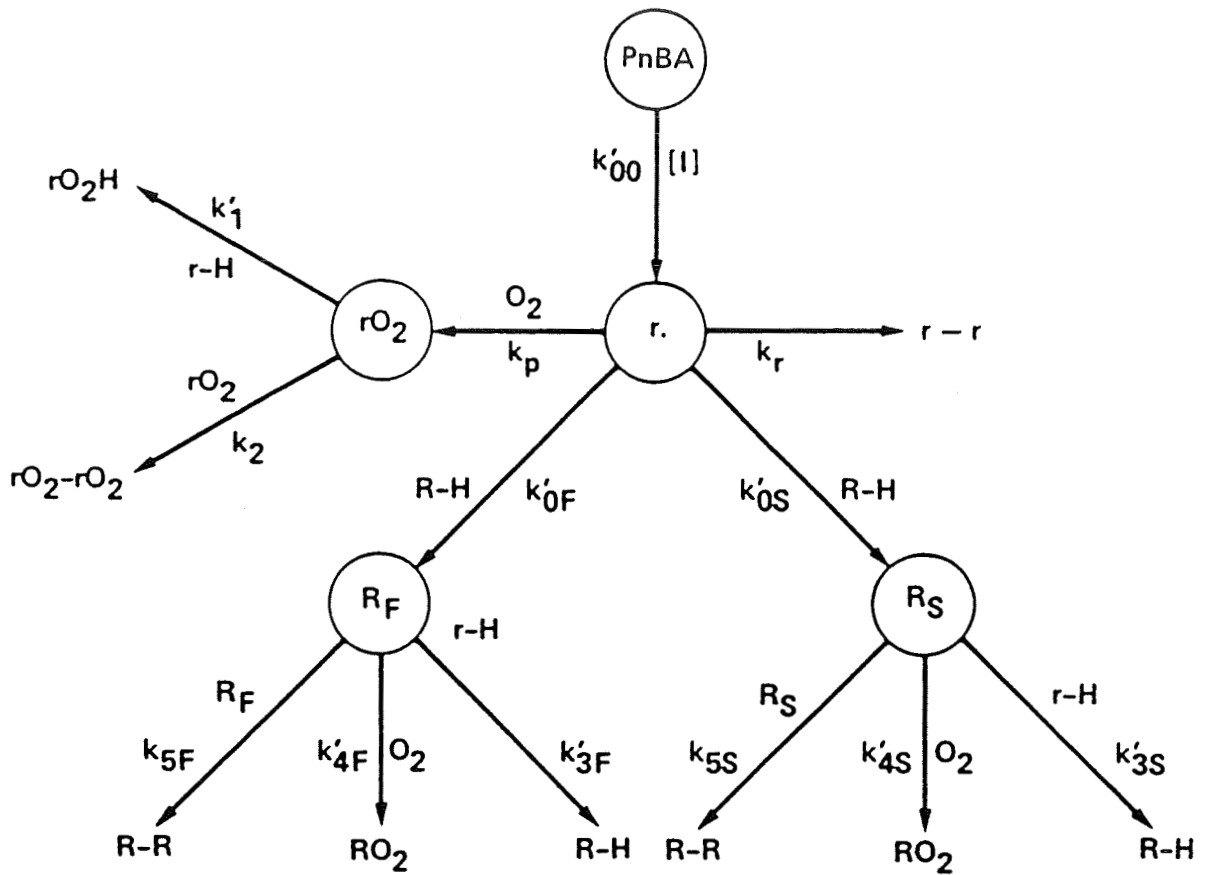 PnBA
k′00 [I]
rO2H
k′1
r-H
O2
rO2 r. r – r
kp kr
rO2
k2
rO2-rO2
R-H k′0F k′0S R-H
RF RS
r-H
RF RS r-H
k5F k′4F O2 k′3F k5S k′4S O2 k′3S
R-R RO2 R-H R-R RO2 R-H